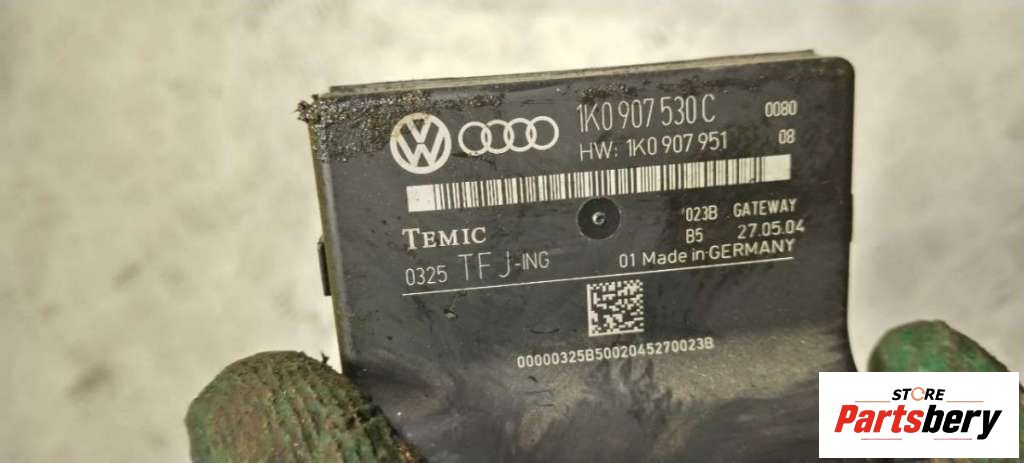 1K0 907 530 C 0080
HW: 1K0 907 951 08
023B GATEWAY
TEMIC B5 27.05.04
0325 TFJ-ING 01 Made in GERMANY
00000325B5002045270023B
STORE
Partsbery